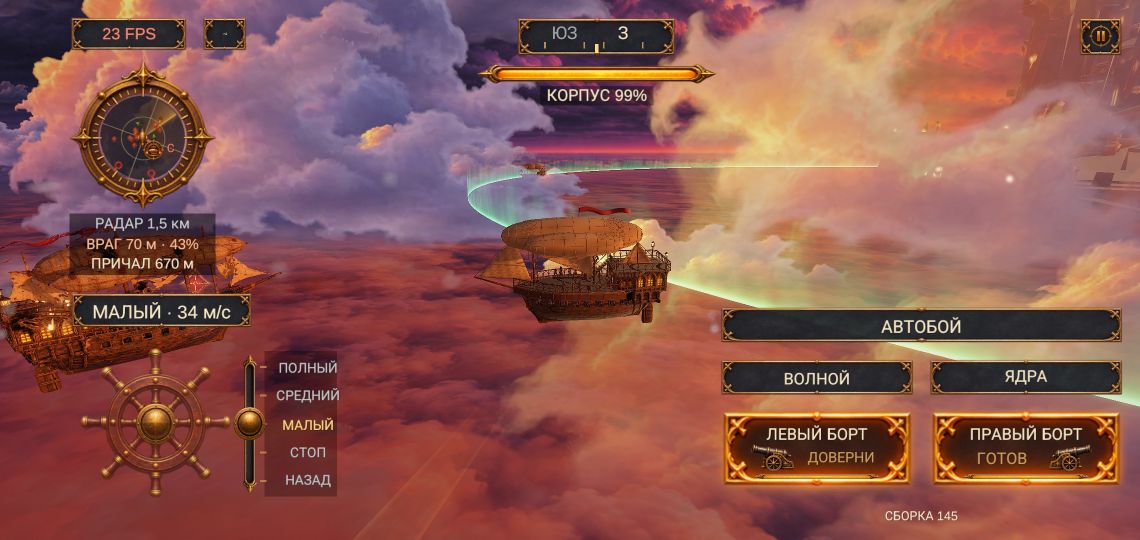 23 FPS
ЮЗ З
КОРПУС 99%
С
РАДАР 1,5 км
ВРАГ 70 м · 43%
ПРИЧАЛ 670 м
МАЛЫЙ · 34 м/с
ПОЛНЫЙ
СРЕДНИЙ
МАЛЫЙ
СТОП
НАЗАД
АВТОБОЙ
ВОЛНОЙ
ЯДРА
ЛЕВЫЙ БОРТ
ДОВЕРНИ
ПРАВЫЙ БОРТ
ГОТОВ
СБОРКА 145